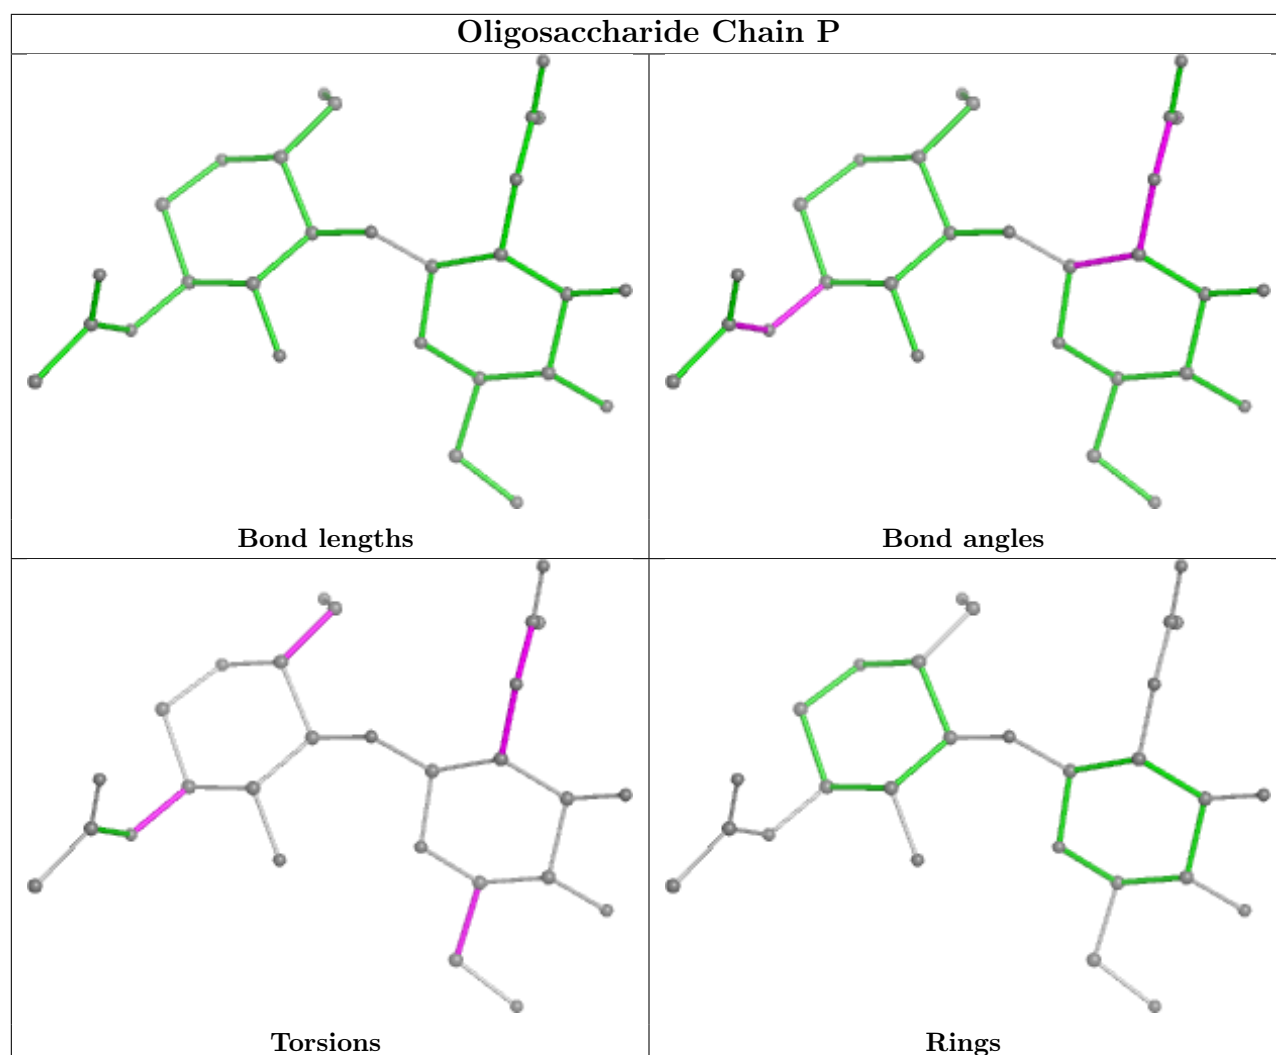 Oligosaccharide Chain P
Bond lengths
Bond angles
Torsions
Rings